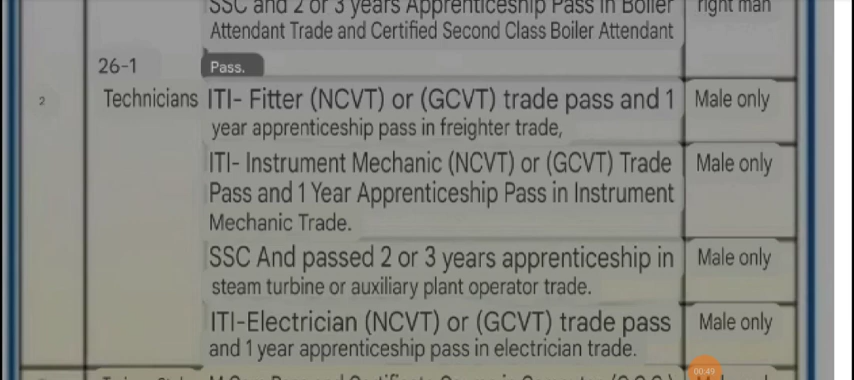 SSC and 2 or 3 years Apprenticeship Pass in Boiler
right man
Attendant Trade and Certified Second Class Boiler Attendant
26-1
Pass.
2
Technicians
ITI- Fitter (NCVT) or (GCVT) trade pass and 1
Male only
year apprenticeship pass in freighter trade,
ITI- Instrument Mechanic (NCVT) or (GCVT) Trade
Male only
Pass and 1 Year Apprenticeship Pass in Instrument
Mechanic Trade.
SSC And passed 2 or 3 years apprenticeship in
Male only
steam turbine or auxiliary plant operator trade.
ITI-Electrician (NCVT) or (GCVT) trade pass
Male only
and 1 year apprenticeship pass in electrician trade.
00:49